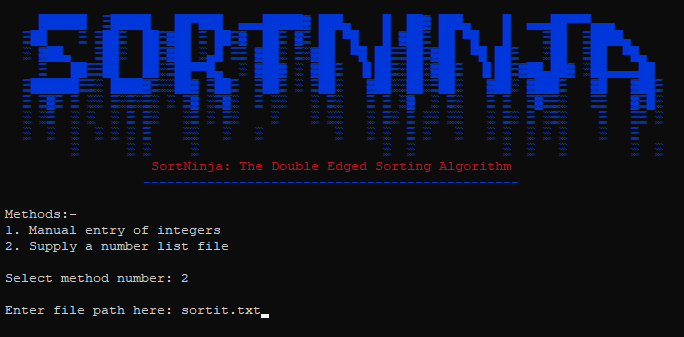 SORTNINJA
SortNinja: The Double Edged Sorting Algorithm
Methods:-
1. Manual entry of integers
2. Supply a number list file
Select method number: 2
Enter file path here: sortit.txt